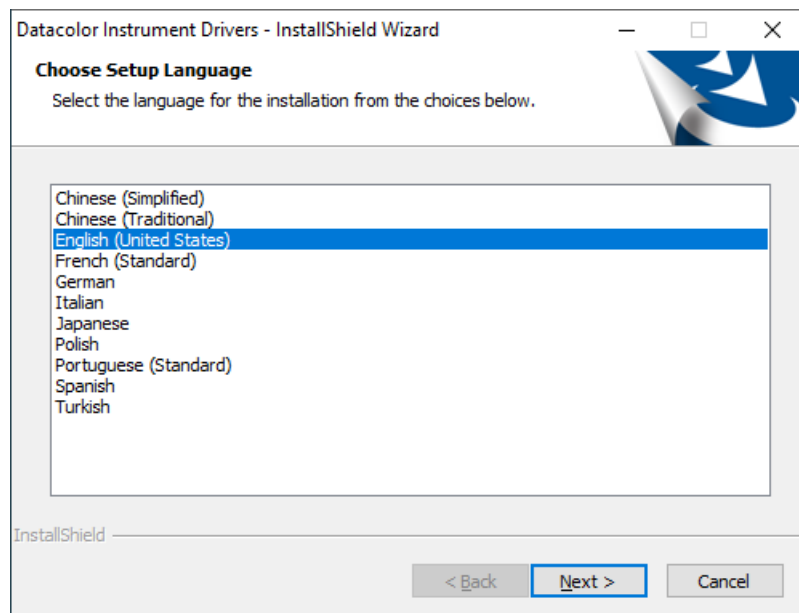 Datacolor Instrument Drivers - InstallShield Wizard
Choose Setup Language
Select the language for the installation from the choices below.
Chinese (Simplified)
Chinese (Traditional)
English (United States)
French (Standard)
German
Italian
Japanese
Polish
Portuguese (Standard)
Spanish
Turkish
InstallShield
< Back Next > Cancel